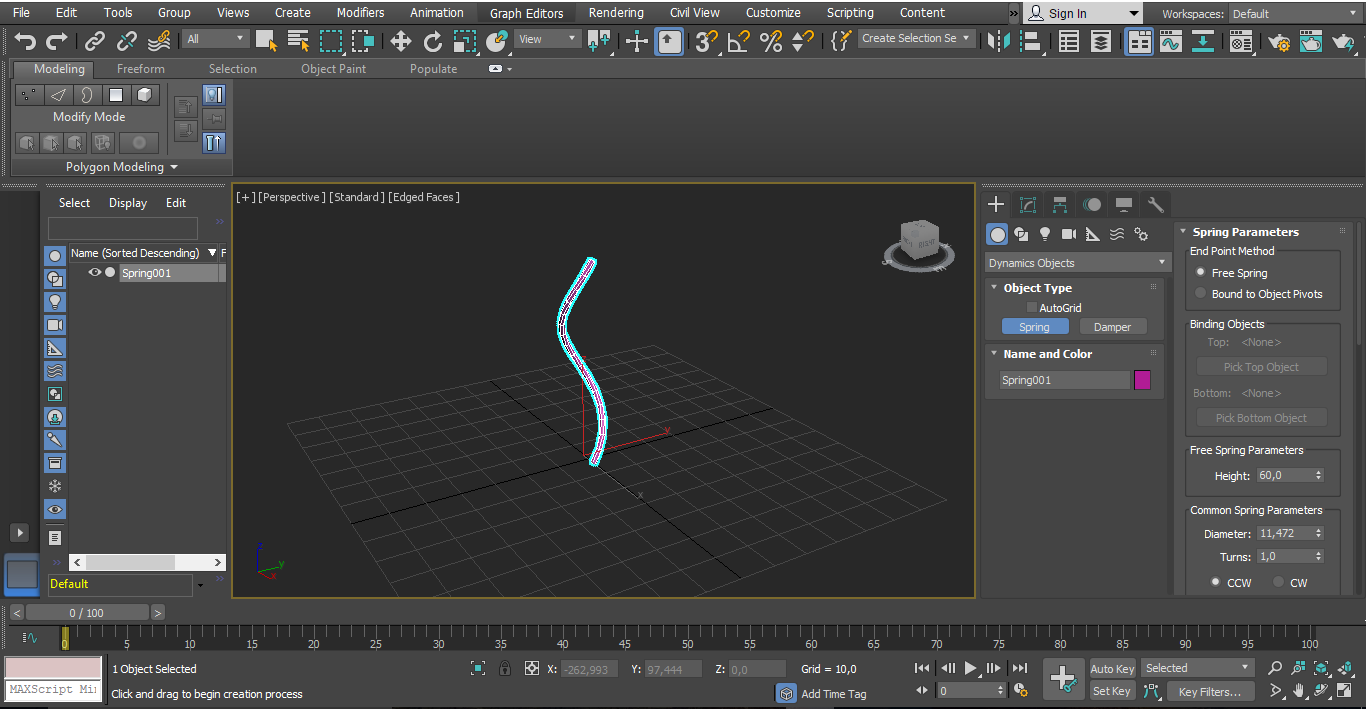 File Edit Tools Group Views Create Modifiers Animation Graph Editors Rendering Civil View Customize Scripting Content » Sign In Workspaces: Default
All View 3 Create Selection Se
Modeling Freeform Selection Object Paint Populate
Modify Mode
Polygon Modeling
Select Display Edit
Name (Sorted Descending) F
Spring001
Default
[+] [Perspective] [Standard] [Edged Faces]
RIGHT
y
x
z
y
x
Dynamics Objects
Object Type
AutoGrid
Spring Damper
Name and Color
Spring001
Spring Parameters
End Point Method
Free Spring
Bound to Object Pivots
Binding Objects
Top: <None>
Pick Top Object
Bottom: <None>
Pick Bottom Object
Free Spring Parameters
Height: 60,0
Common Spring Parameters
Diameter: 11,472
Turns: 1,0
CCW CW
< 0 / 100 >
0 5 10 15 20 25 30 35 40 45 50 55 60 65 70 75 80 85 90 95 100
1 Object Selected X: -262,993 Y: 97,444 Z: 0,0 Grid = 10,0 Auto Key Selected
MAXScript Mi
Click and drag to begin creation process Add Time Tag 0 Set Key Key Filters...